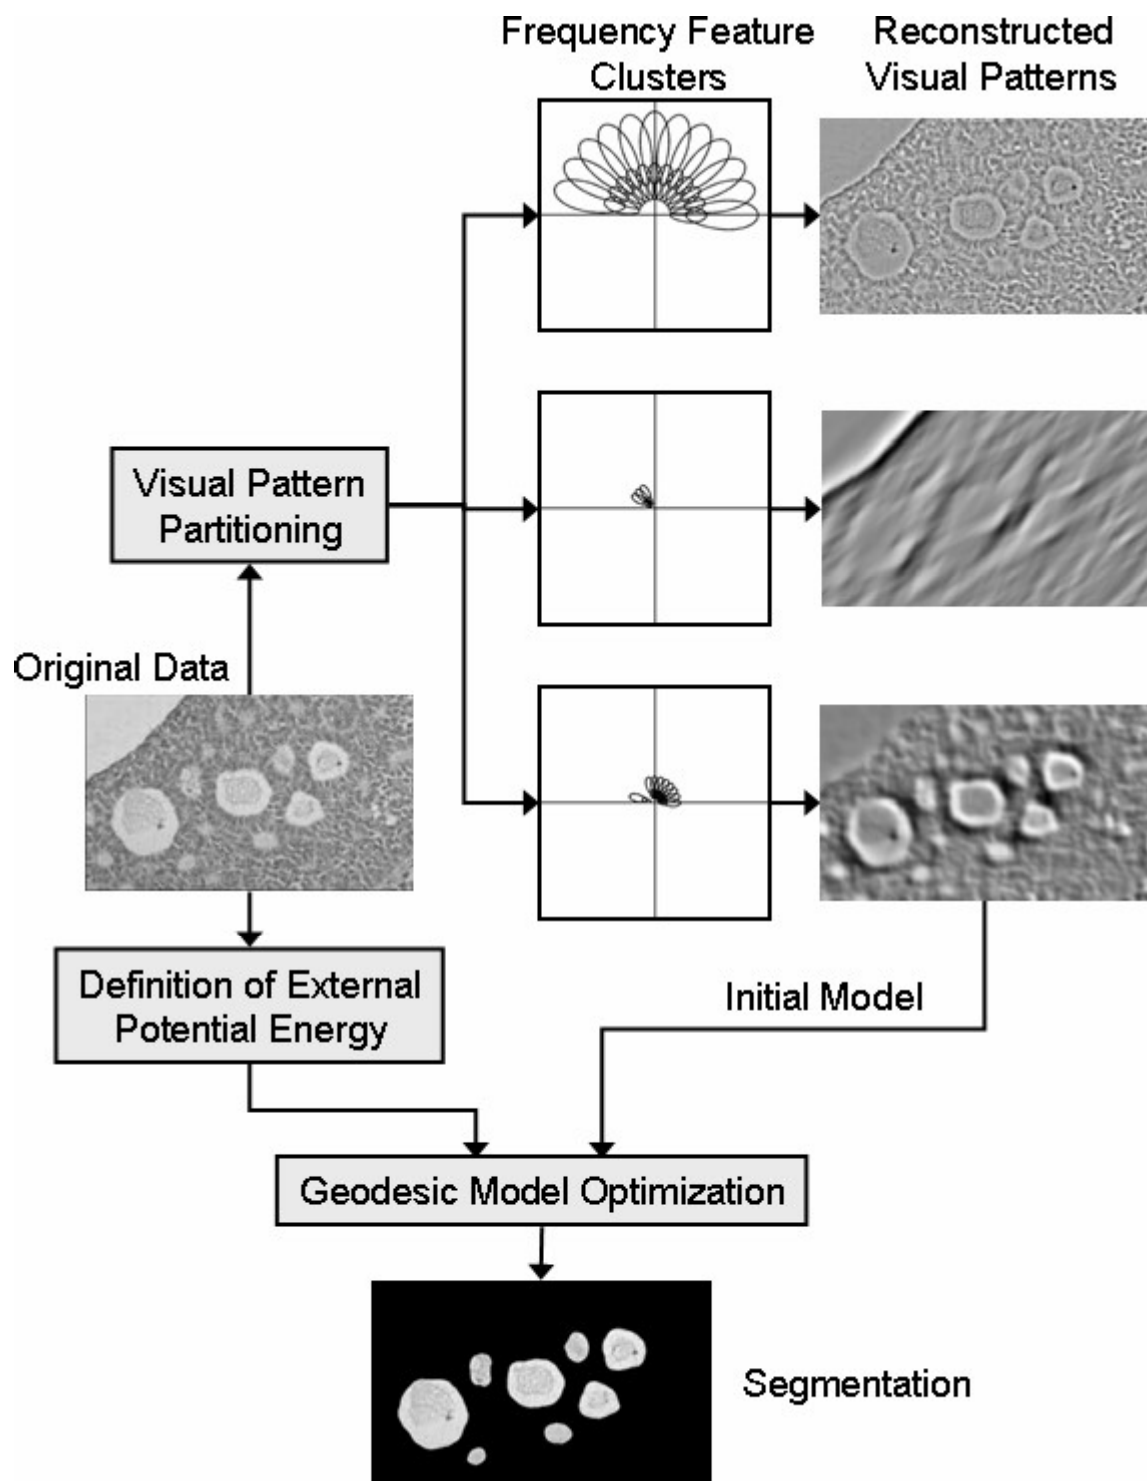 Frequency Feature
Clusters
Reconstructed
Visual Patterns
Visual Pattern
Partitioning
Original Data
Definition of External
Potential Energy
Initial Model
Geodesic Model Optimization
Segmentation